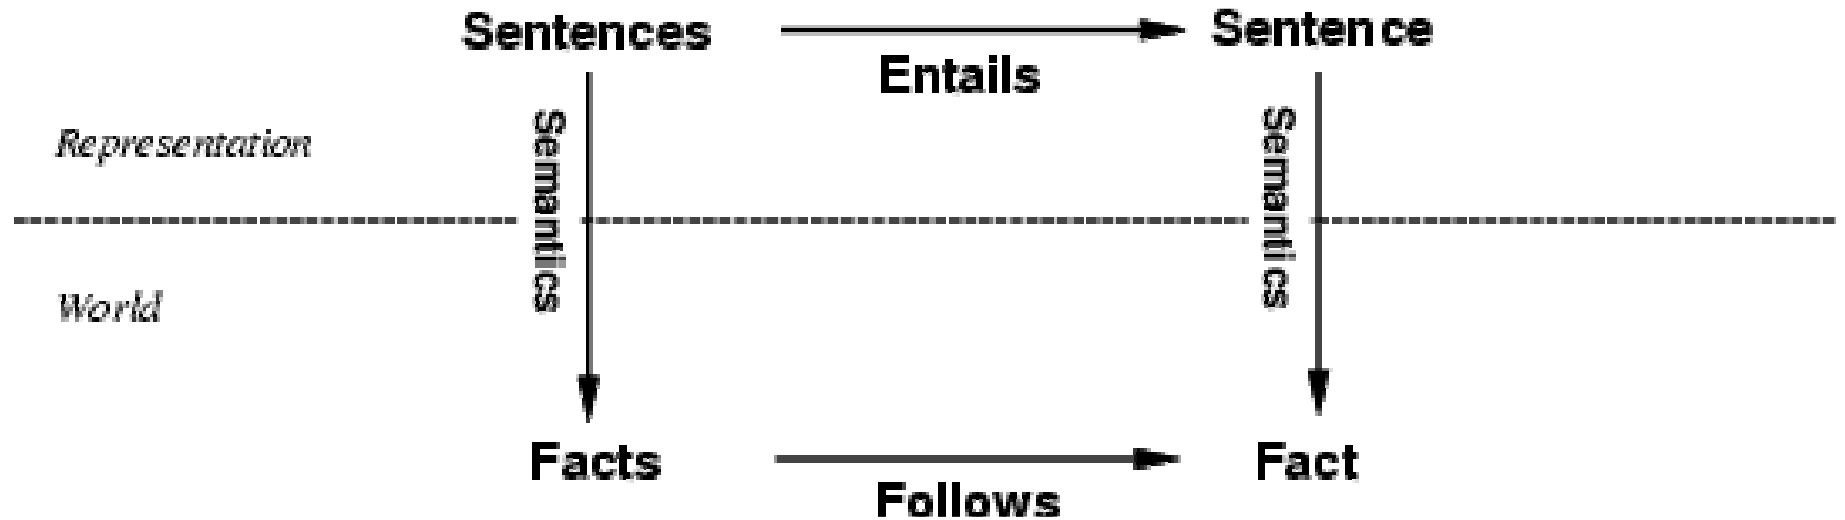 Sentences Sentence
Entails
Semantics Semantics
Representation
World
Facts Fact
Follows